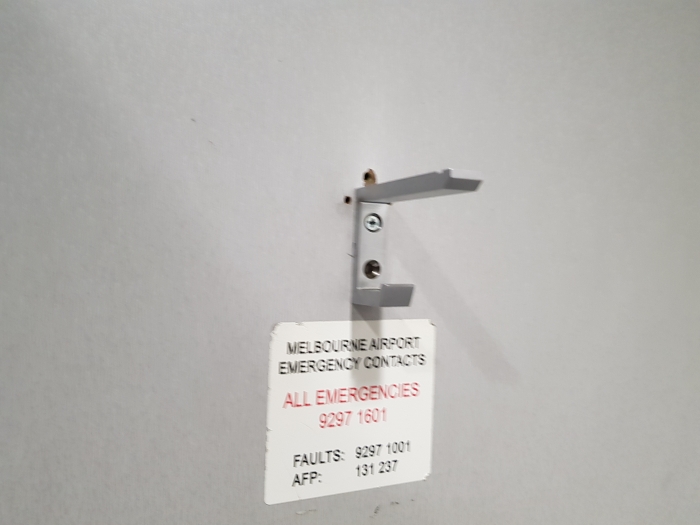 MELBOURNE AIRPORT
EMERGENCY CONTACTS
ALL EMERGENCIES
9297 1601
FAULTS: 9297 1001
AFP: 131 237